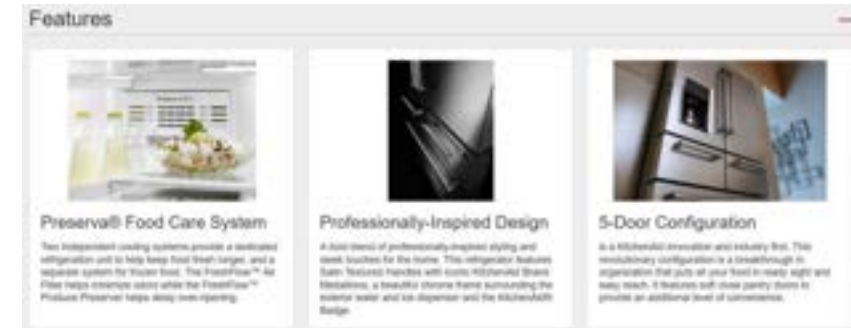 Features
Preserva® Food Care System
Two independent cooling systems provide a dedicated
refrigeration unit to help keep food fresh longer, and a
separate system for frozen food. The FreshFlow™ Air
Filter helps minimize odors while the FreshFlow™
Produce Preserver helps delay over-ripening.
Professionally-Inspired Design
A bold blend of professionally-inspired styling and
sleek touches for the home. This refrigerator features
Satin Textured Handles with iconic KitchenAid Brand
Medallions, a beautiful chrome frame surrounding the
exterior water and ice dispenser and the KitchenAid®
Badge.
5-Door Configuration
is a KitchenAid innovation and industry first. This
revolutionary configuration is a breakthrough in
organization that puts all your food in ready sight and
easy reach. It features soft close pantry doors to
provide an additional level of convenience.